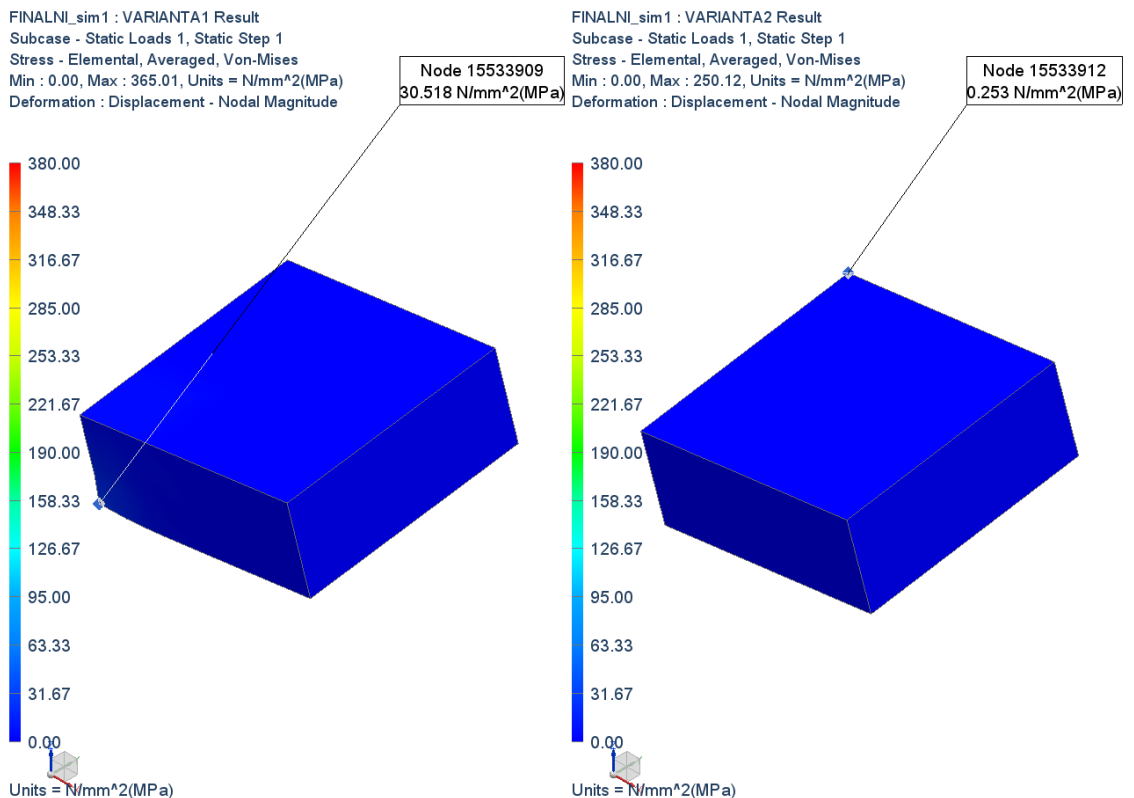 FINALNI_sim1 : VARIANTA1 Result
Subcase - Static Loads 1, Static Step 1
Stress - Elemental, Averaged, Von-Mises
Min : 0.00, Max : 365.01, Units = N/mm^2(MPa)
Deformation : Displacement - Nodal Magnitude
Node 15533909
30.518 N/mm^2(MPa)
380.00
348.33
316.67
285.00
253.33
221.67
190.00
158.33
126.67
95.00
63.33
31.67
0.00
Units = N/mm^2(MPa)
FINALNI_sim1 : VARIANTA2 Result
Subcase - Static Loads 1, Static Step 1
Stress - Elemental, Averaged, Von-Mises
Min : 0.00, Max : 250.12, Units = N/mm^2(MPa)
Deformation : Displacement - Nodal Magnitude
Node 15533912
0.253 N/mm^2(MPa)
380.00
348.33
316.67
285.00
253.33
221.67
190.00
158.33
126.67
95.00
63.33
31.67
0.00
Units = N/mm^2(MPa)